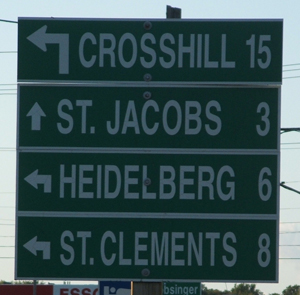 CROSSHILL 15
ST. JACOBS 3
HEIDELBERG 6
ST. CLEMENTS 8
ESSO